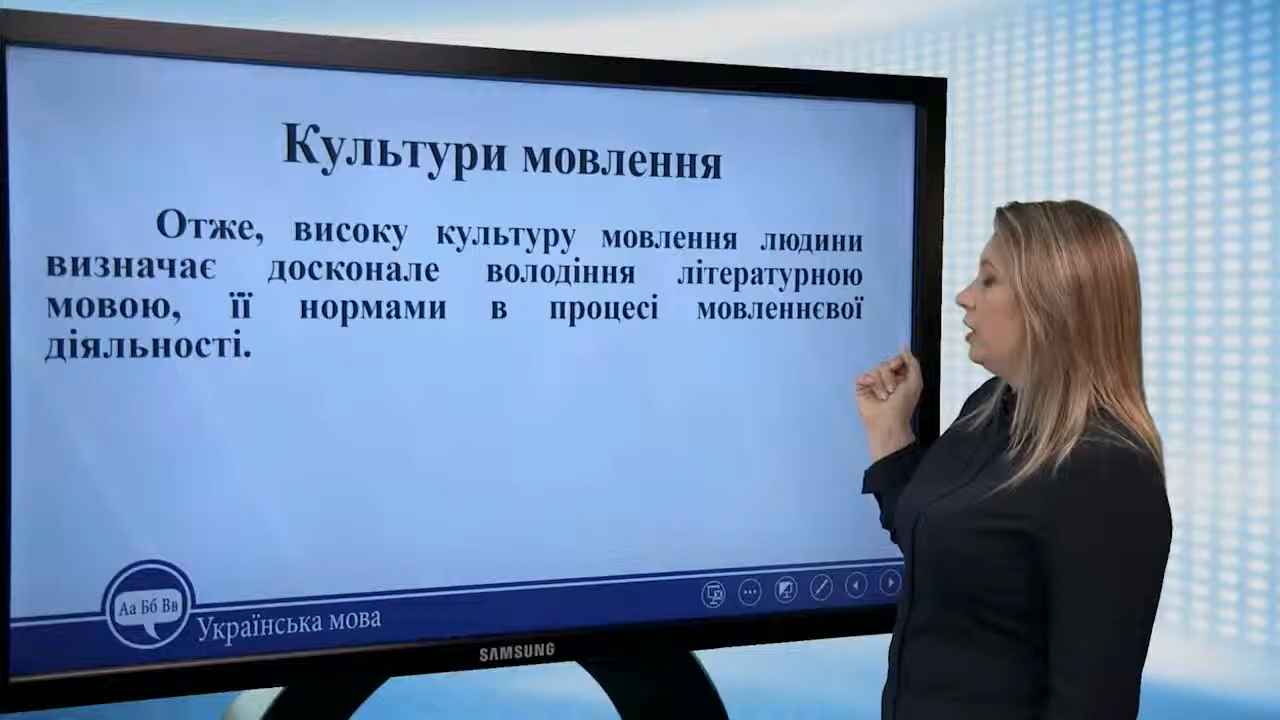 Культури мовлення
Отже, високу культуру мовлення людини
визначає досконале володіння літературною
мовою, її нормами в процесі мовленнєвої
діяльності.
Аа Бб Вв
Українська мова
SAMSUNG